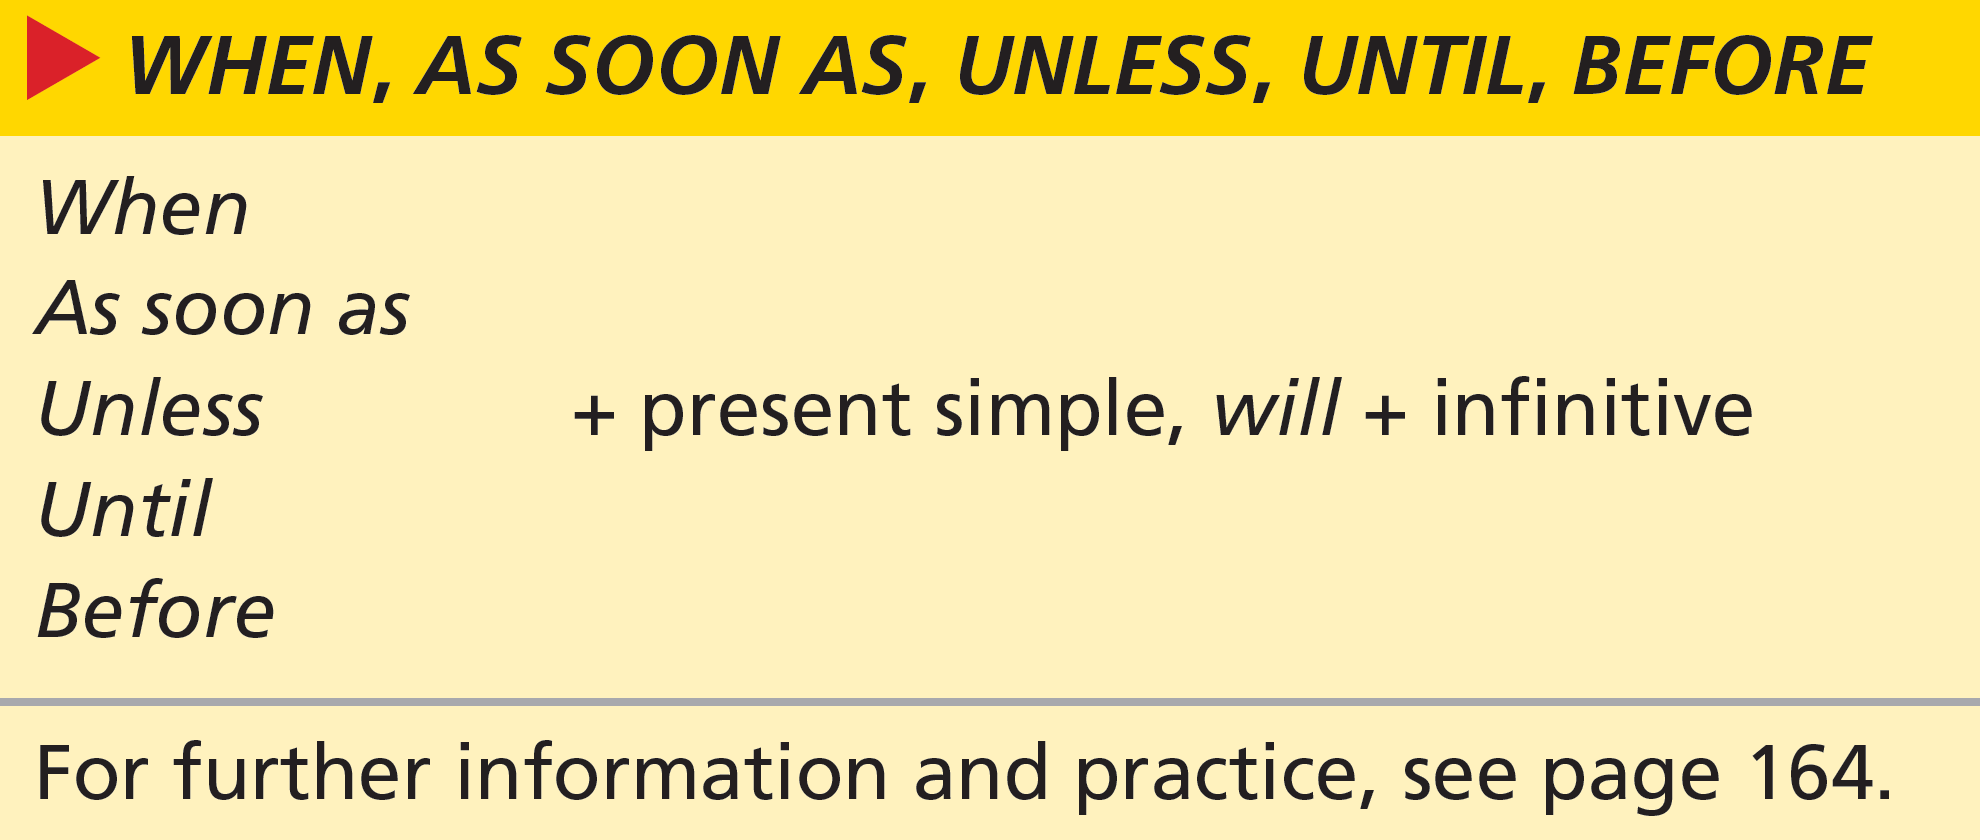 WHEN, AS SOON AS, UNLESS, UNTIL, BEFORE
When
As soon as
Unless + present simple, will + infinitive
Until
Before
For further information and practice, see page 164.